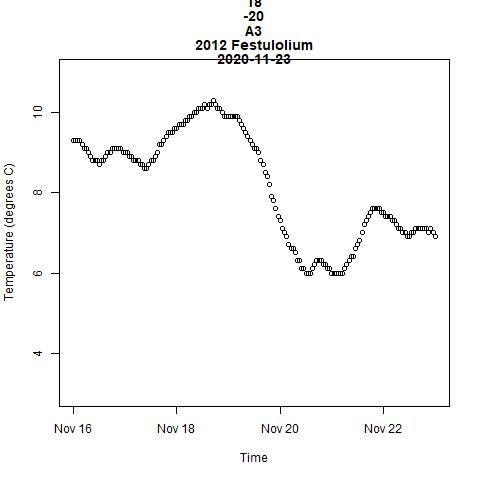 18
-20
A3
2012 Festulolium
2020-11-23
Temperature (degrees C)
10
8
6
4
Nov 16 Nov 18 Nov 20 Nov 22
Time